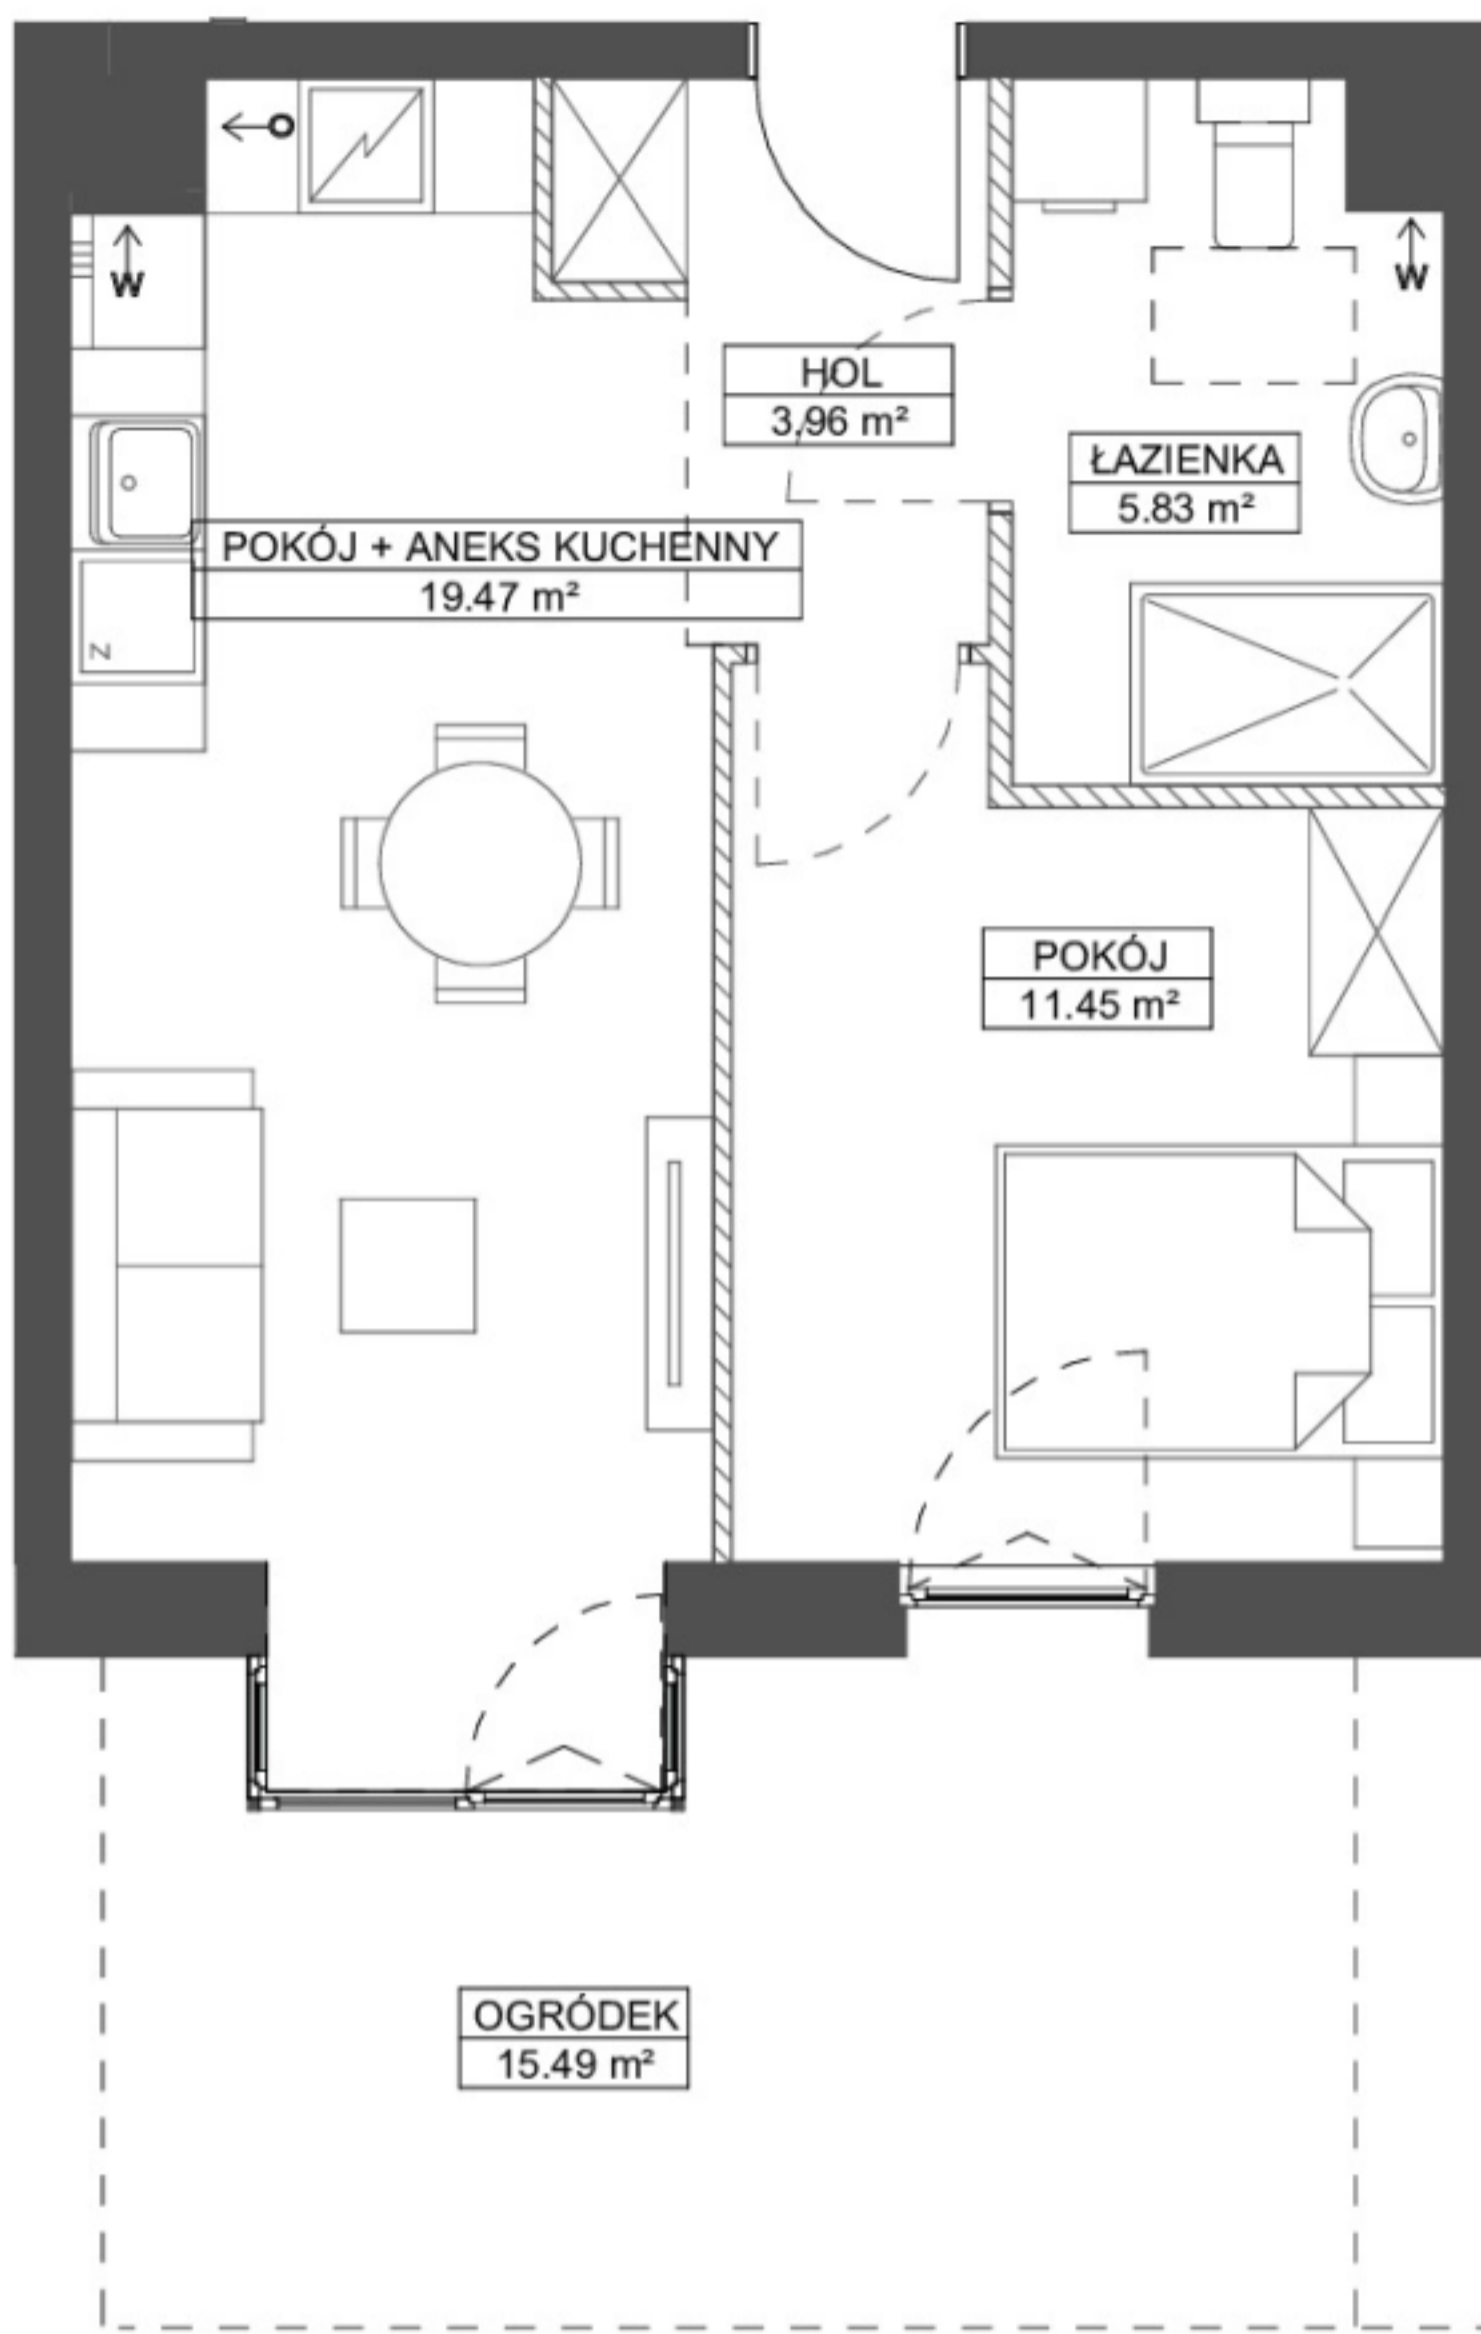 O
W
W
HOL
3.96 m²
ŁAZIENKA
5.83 m²
POKÓJ + ANEKS KUCHENNY
19.47 m²
Z
POKÓJ
11.45 m²
OGRÓDEK
15.49 m²